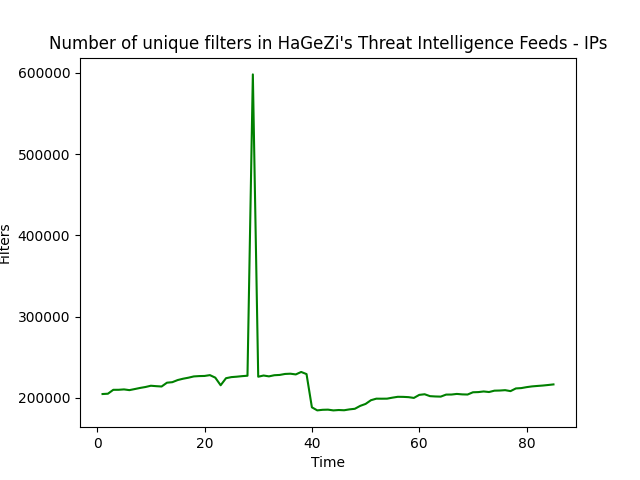 Number of unique filters in HaGeZi's Threat Intelligence Feeds - IPs
600000
500000
400000
300000
200000
Filters
0 20 40 60 80
Time